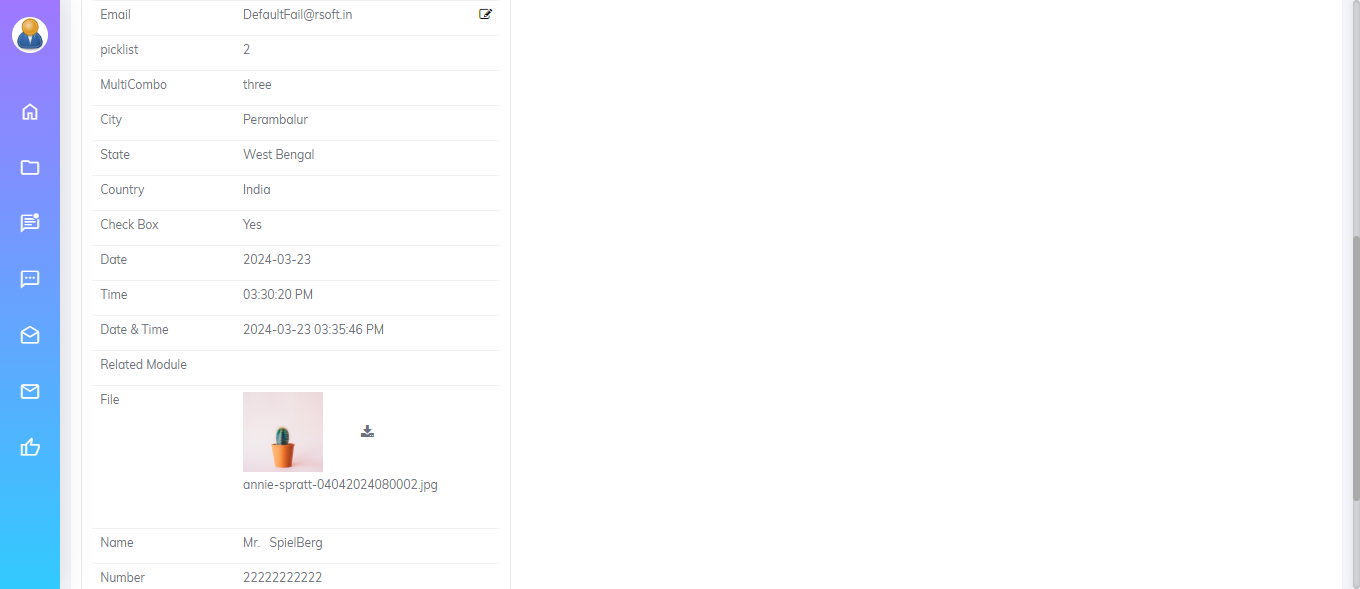 Email DefaultFail@rsoft.in
picklist 2
MultiCombo three
City Perambalur
State West Bengal
Country India
Check Box Yes
Date 2024-03-23
Time 03:30:20 PM
Date & Time 2024-03-23 03:35:46 PM
Related Module
File
annie-spratt-04042024080002.jpg
Name Mr. SpielBerg
Number 22222222222